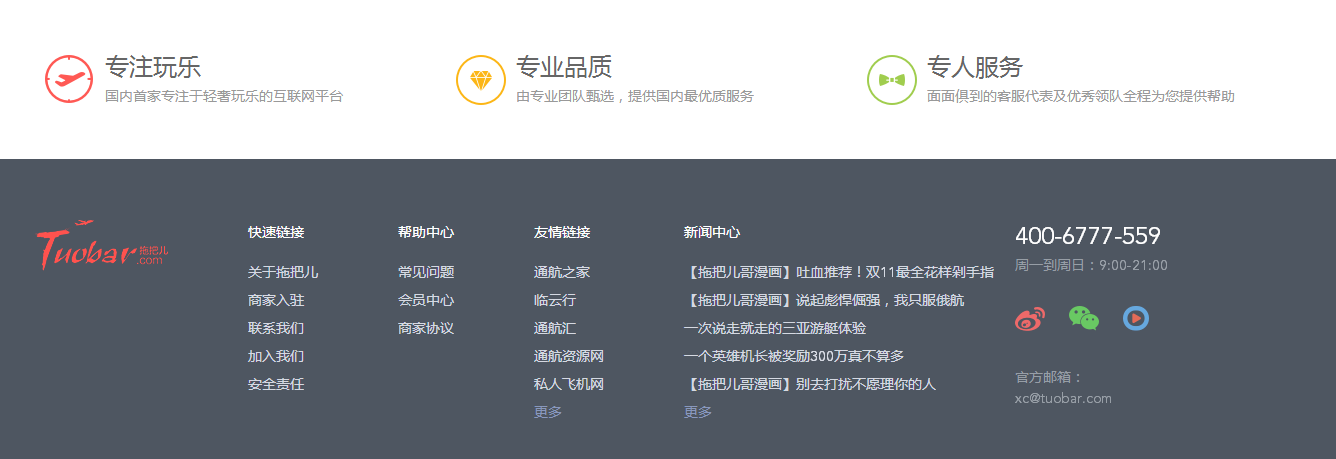 专注玩乐
国内首家专注于轻奢玩乐的互联网平台
专业品质
由专业团队甄选，提供国内最优质服务
专人服务
面面俱到的客服代表及优秀领队全程为您提供帮助
Tuobar拖把儿
.com
快速链接
关于拖把儿
商家入驻
联系我们
加入我们
安全责任
帮助中心
常见问题
会员中心
商家协议
友情链接
通航之家
临云行
通航汇
通航资源网
私人飞机网
更多
新闻中心
【拖把儿哥漫画】吐血推荐！双11最全花样剁手指
【拖把儿哥漫画】说起彪悍倔强，我只服俄航
一次说走就走的三亚游艇体验
一个英雄机长被奖励300万真不算多
【拖把儿哥漫画】别去打扰不愿理你的人
更多
400-6777-559
周一到周日：9:00-21:00
官方邮箱：
xc@tuobar.com